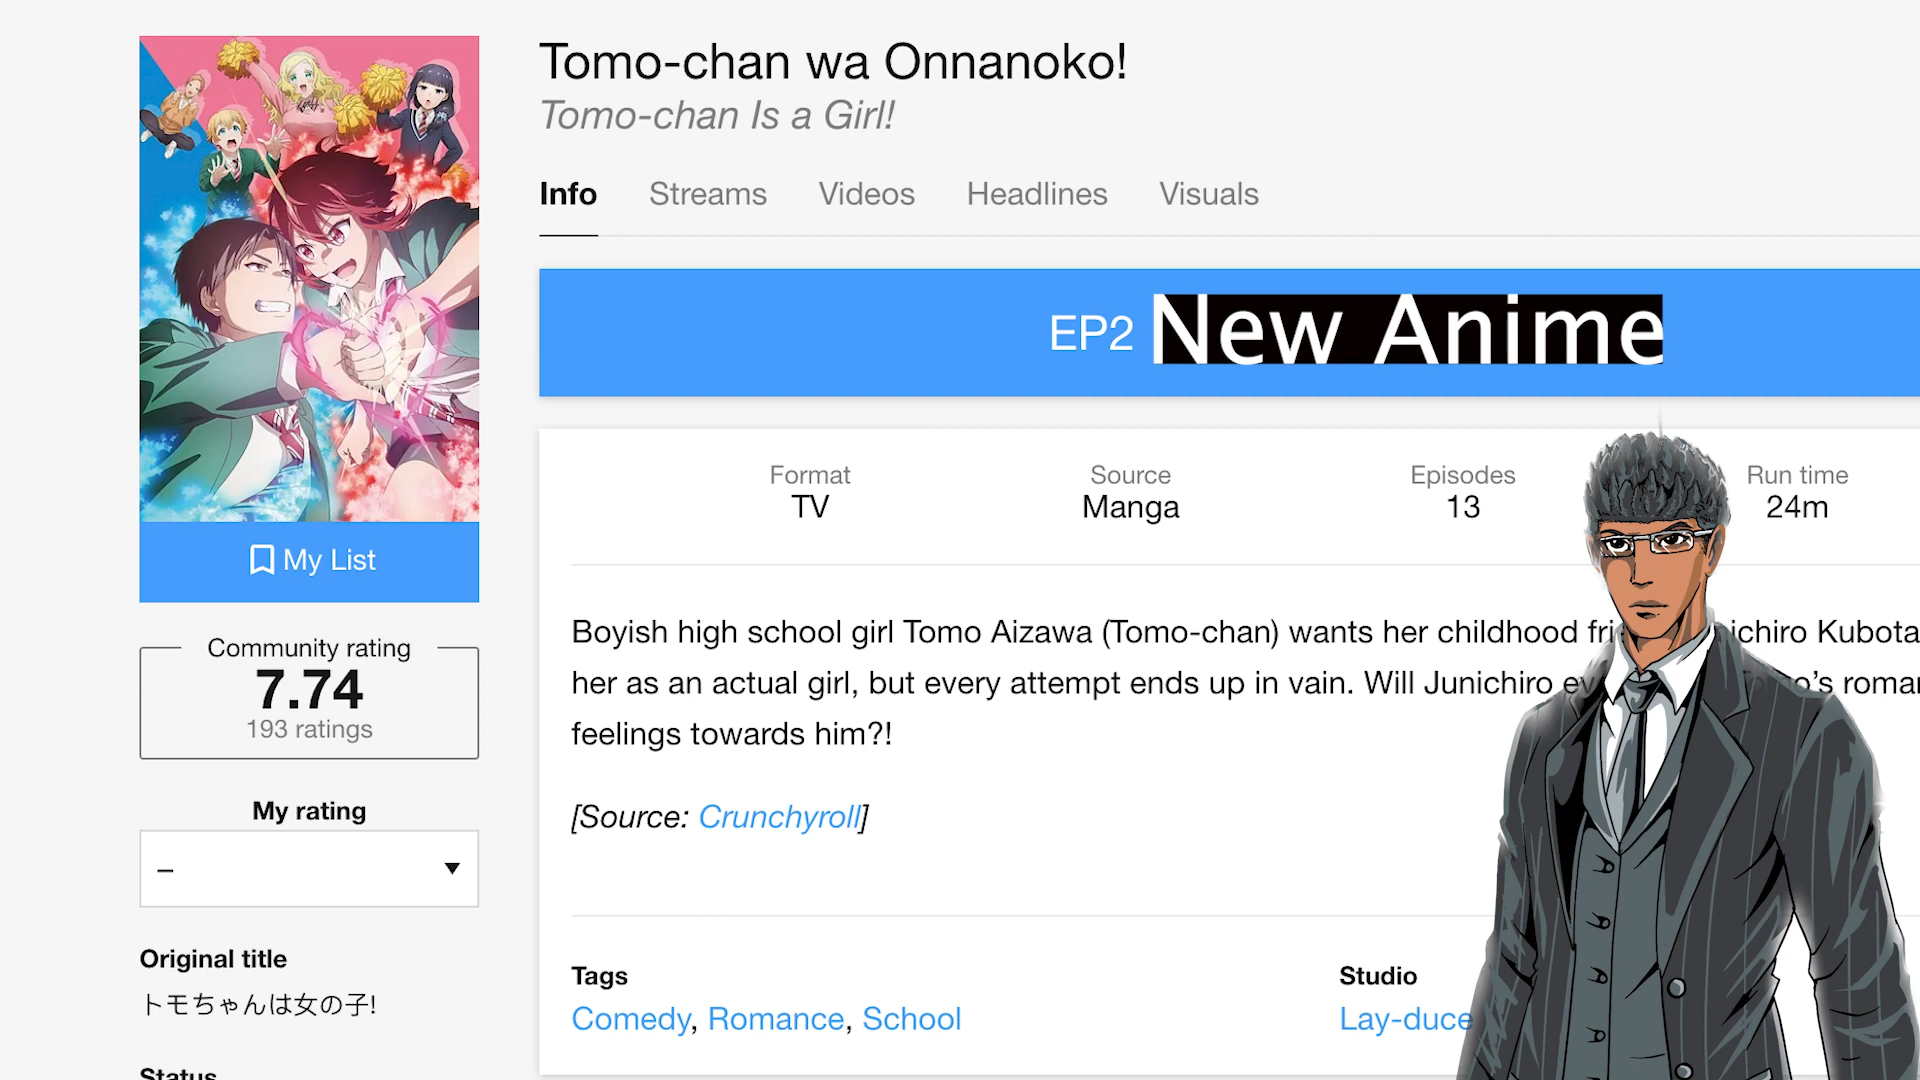 Tomo-chan wa Onnanoko!
Tomo-chan Is a Girl!
Info Streams Videos Headlines Visuals
EP2 New Anime
Format Source Episodes Run time
TV Manga 13 24m
My List
Boyish high school girl Tomo Aizawa (Tomo-chan) wants her childhood ichiro Kubota
her as an actual girl, but every attempt ends up in vain. Will Junichiro
feelings towards him?!
[Source: Crunchyroll]
Community rating
7.74
193 ratings
My rating
–
Original title
トモちゃんは女の子!
Status
Tags
Comedy, Romance, School
Studio
Lay-duce